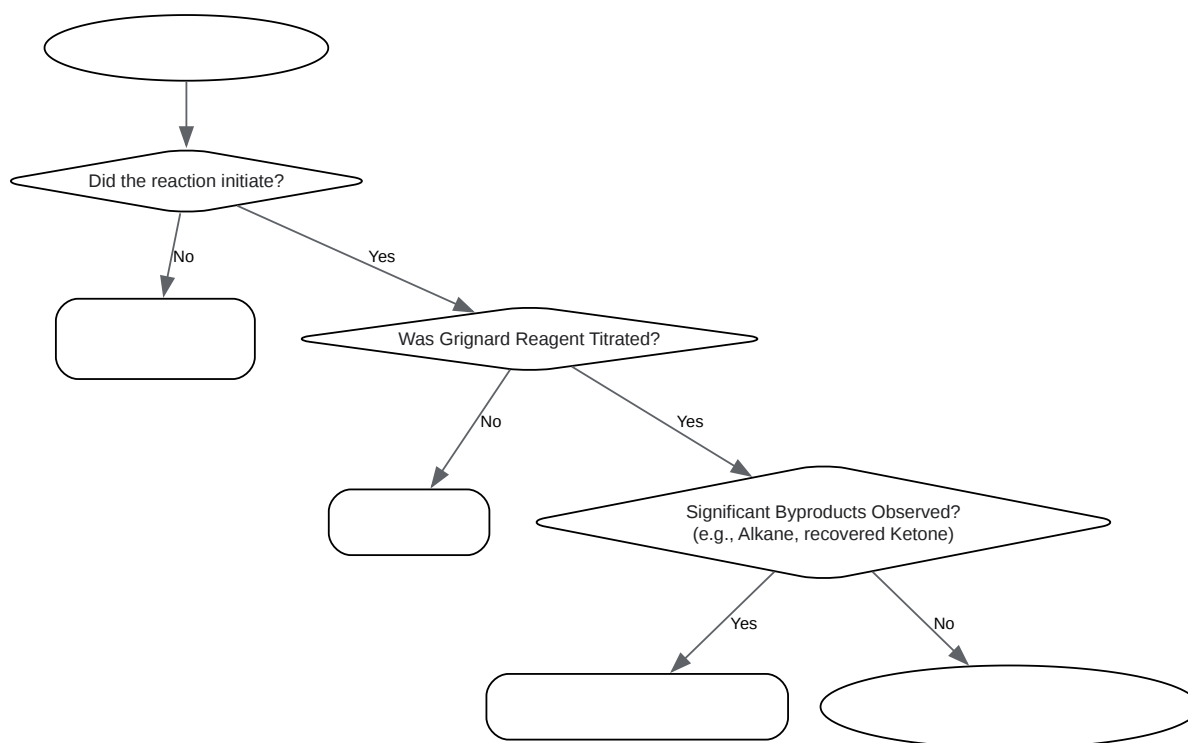 Did the reaction initiate?
No
Yes
Was Grignard Reagent Titrated?
No
Yes
Significant Byproducts Observed?
(e.g., Alkane, recovered Ketone)
Yes
No